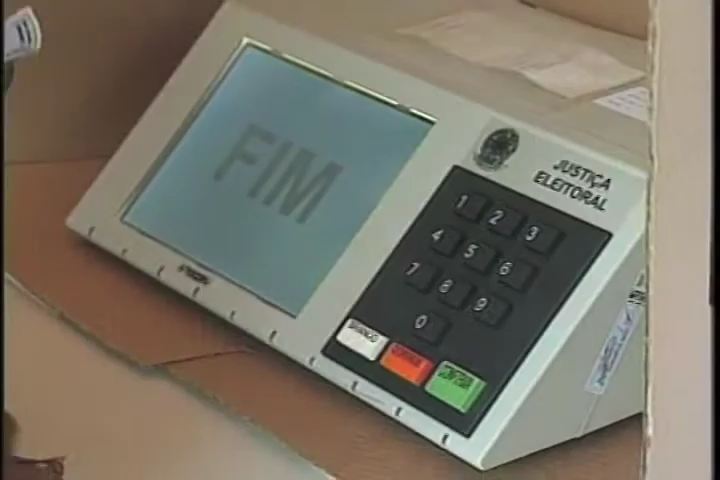 FIM
JUSTIÇA
ELEITORAL
1 2 3
4 5 6
7 8 9
0
BRANCO CORRIGE CONFIRMA